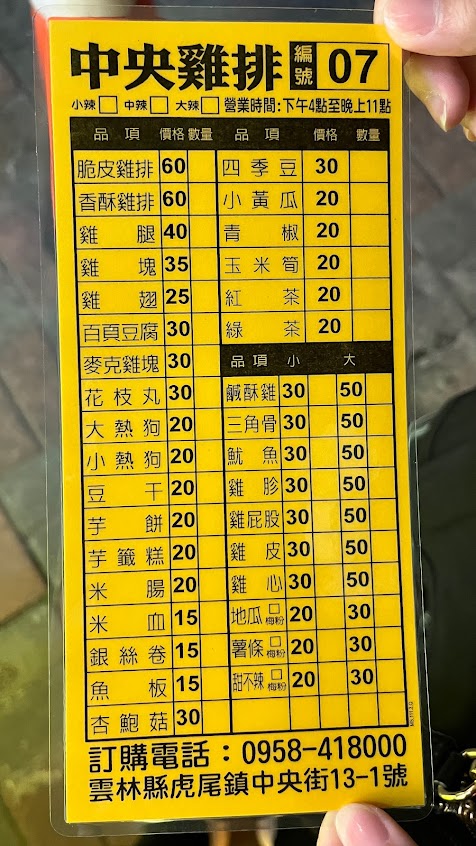 中央雞排 編號 07
小辣 中辣 大辣 營業時間:下午4點至晚上11點
品項 價格 數量 品項 價格 數量
脆皮雞排 60 四季豆 30
香酥雞排 60 小黃瓜 20
雞腿 40 青椒 20
雞塊 35 玉米筍 20
雞翅 25 紅茶 20
百頁豆腐 30 綠茶 20
麥克雞塊 30 品項 小 大
花枝丸 30 鹹酥雞 30 50
大熱狗 20 三角骨 30 50
小熱狗 20 魷魚 30 50
豆干 20 雞胗 30 50
芋餅 20 雞屁股 30 50
芋籤糕 20 雞皮 30 50
米腸 20 雞心 30 50
米血 15 地瓜 梅粉 20 30
銀絲卷 15 薯條 梅粉 20 30
魚板 15 甜不辣 梅粉 20 30
杏鮑菇 30
訂購電話：0958-418000
雲林縣虎尾鎮中央街13-1號